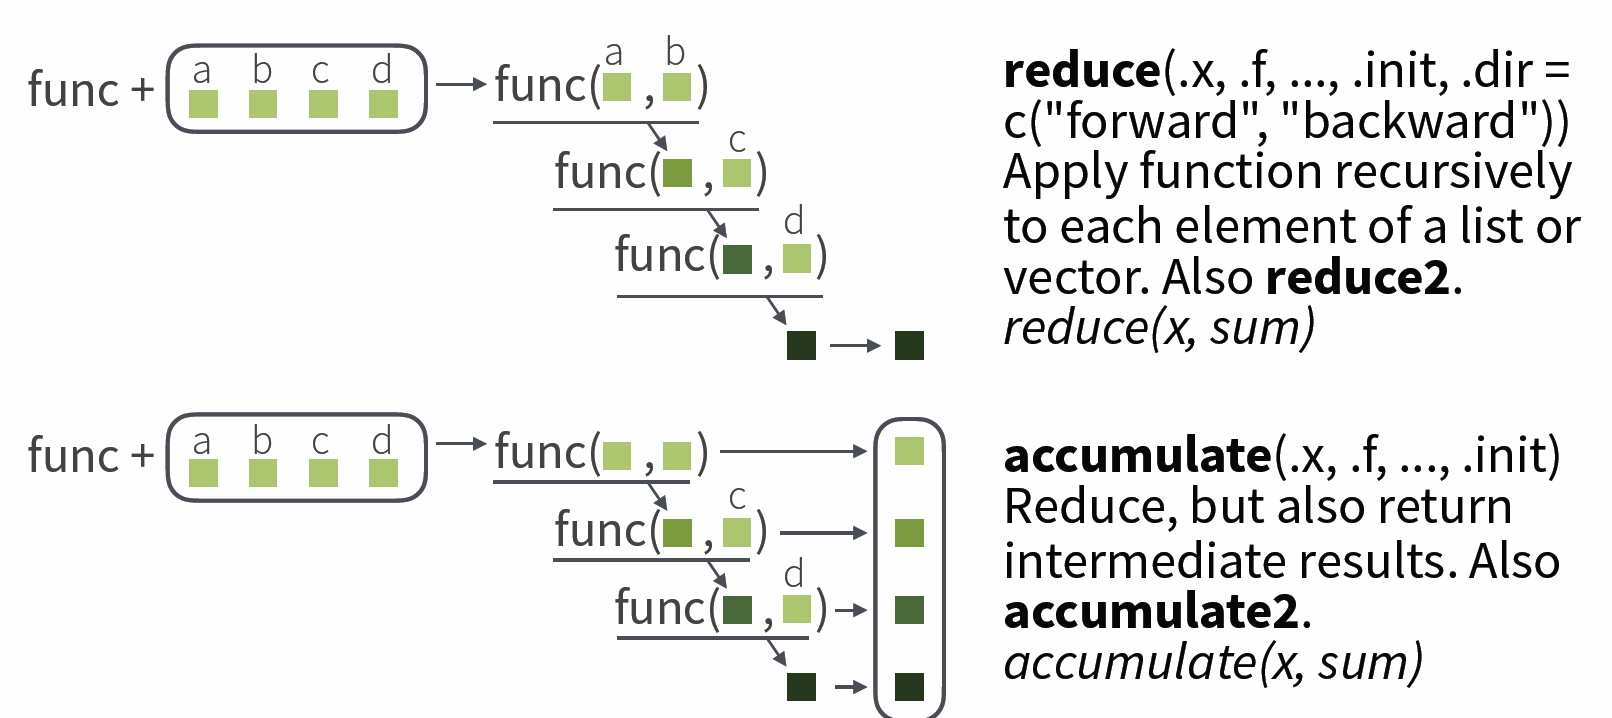 a b c d
func +
func(
a b
, )
c
func( , )
d
func( , )
reduce(.x, .f, ..., .init, .dir =
c("forward", "backward"))
Apply function recursively
to each element of a list or
vector. Also reduce2.
reduce(x, sum)
a b c d
func +
func( , )
c
func( , )
d
func( , )
accumulate(.x, .f, ..., .init)
Reduce, but also return
intermediate results. Also
accumulate2.
accumulate(x, sum)